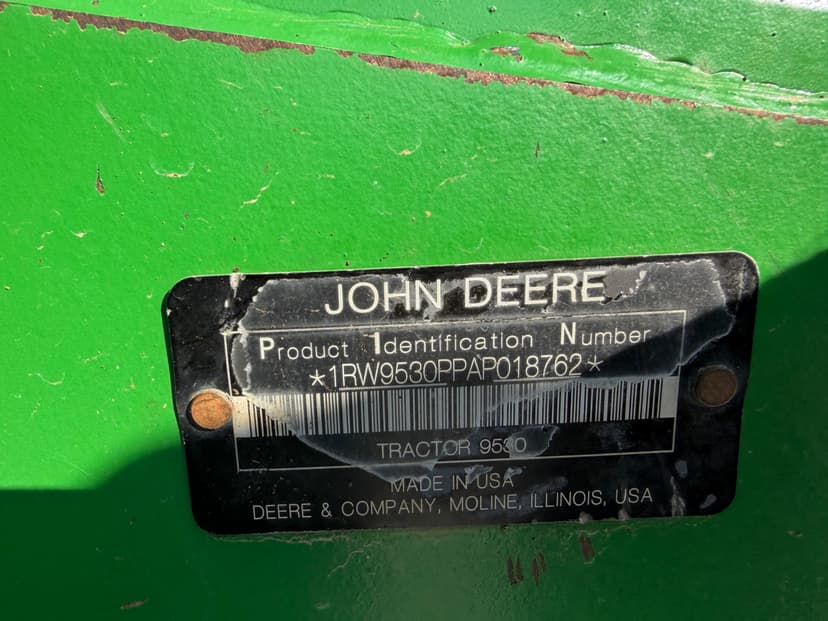 JOHN DEERE
Product Identification Number
*1RW9530PPAP018762*
TRACTOR 9530
MADE IN USA
DEERE & COMPANY, MOLINE, ILLINOIS, USA